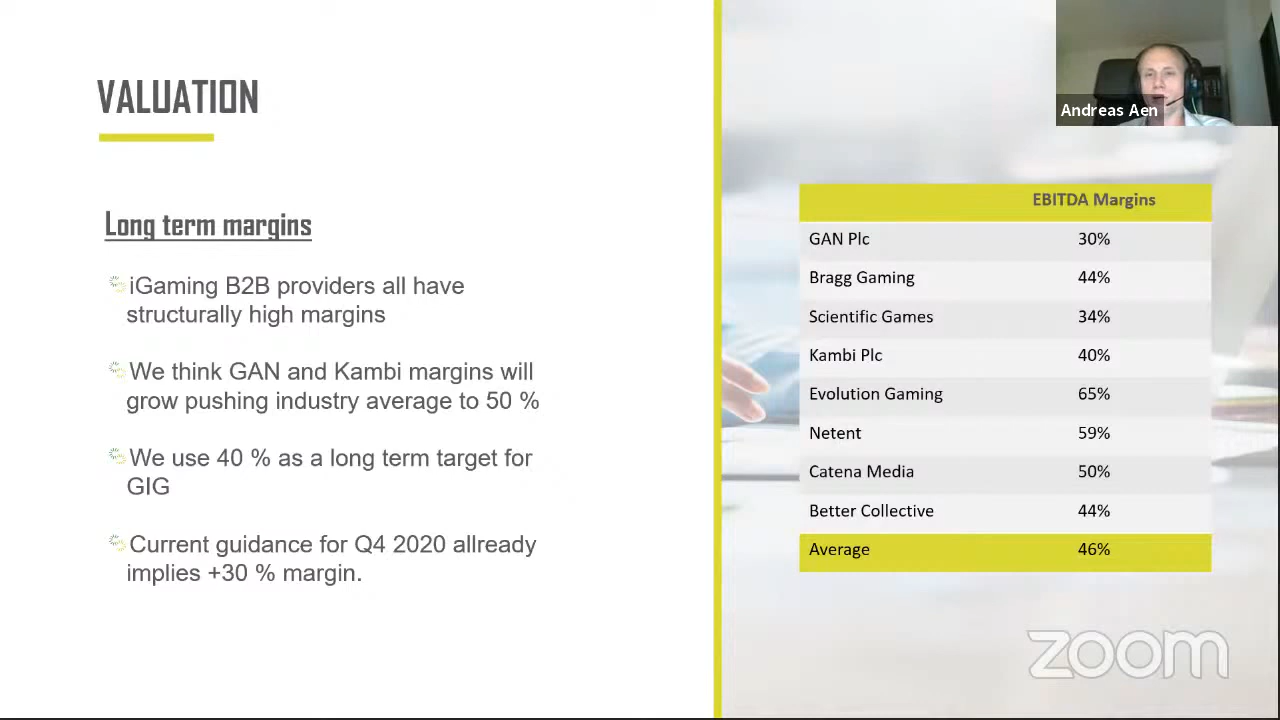 VALUATION
Long term margins
iGaming B2B providers all have
structurally high margins
We think GAN and Kambi margins will
grow pushing industry average to 50 %
We use 40 % as a long term target for
GIG
Current guidance for Q4 2020 allready
implies +30 % margin.
Andreas Aen
EBITDA Margins
GAN Plc 30%
Bragg Gaming 44%
Scientific Games 34%
Kambi Plc 40%
Evolution Gaming 65%
Netent 59%
Catena Media 50%
Better Collective 44%
Average 46%
zoom